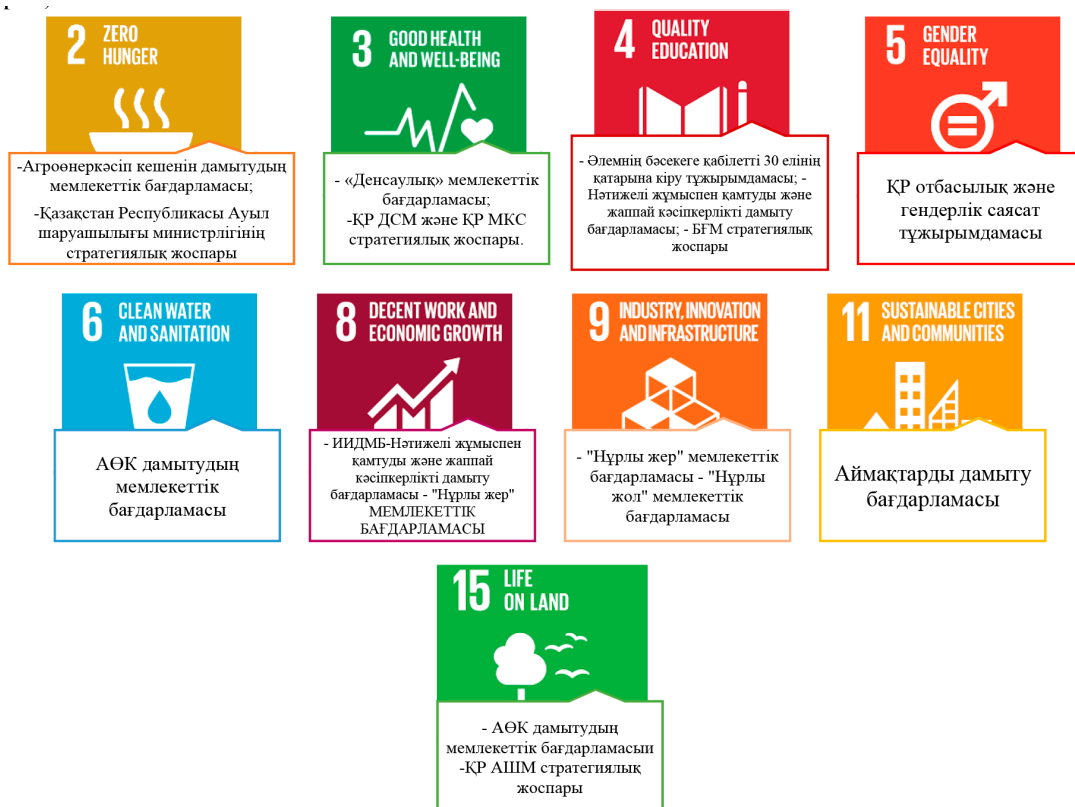 2 ZERO
HUNGER
-Агроөнеркәсіп кешенін дамытудың
мемлекеттік бағдарламасы;
-Қазақстан Республикасы Ауыл
шаруашылығы министрлігінің
стратегиялық жоспары
3 GOOD HEALTH
AND WELL-BEING
- «Денсаулық» мемлекеттік
бағдарламасы;
-ҚР ДСМ және ҚР МКС
стратегиялық жоспары.
4 QUALITY
EDUCATION
- Әлемнің бәсекеге қабілетті 30 елінің
қатарына кіру тұжырымдамасы; -
Нәтижелі жұмыспен қамтуды және
жаппай кәсіпкерлікті дамыту
бағдарламасы; - БҒМ стратегиялық
жоспары
5 GENDER
EQUALITY
ҚР отбасылық және
гендерлік саясат
тұжырымдамасы
6 CLEAN WATER
AND SANITATION
АӨК дамытудың
мемлекеттік
бағдарламасы
8 DECENT WORK AND
ECONOMIC GROWTH
- ИИДМБ-Нәтижелі жұмыспен
қамтуды және жаппай
кәсіпкерлікті дамыту
бағдарламасы - "Нұрлы жер"
МЕМЛЕКЕТТІК
БАҒДАРЛАМАСЫ
9 INDUSTRY, INNOVATION
AND INFRASTRUCTURE
- "Нұрлы жер" мемлекеттік
бағдарламасы - "Нұрлы
жол" мемлекеттік
бағдарламасы
11 SUSTAINABLE CITIES
AND COMMUNITIES
Аймақтарды дамыту
бағдарламасы
15 LIFE
ON LAND
- АӨК дамытудың
мемлекеттік бағдарламасыи
-ҚР АШМ стратегиялық
жоспары